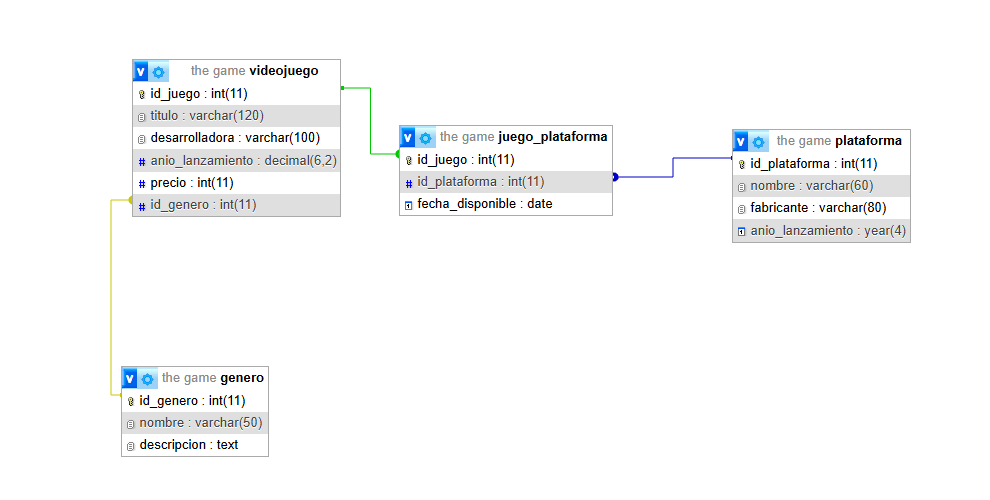 v the game videojuego
id_juego : int(11)
titulo : varchar(120)
desarrolladora : varchar(100)
# anio_lanzamiento : decimal(6,2)
# precio : int(11)
# id_genero : int(11)
v the game juego_plataforma
id_juego : int(11)
# id_plataforma : int(11)
fecha_disponible : date
v the game plataforma
id_plataforma : int(11)
nombre : varchar(60)
fabricante : varchar(80)
anio_lanzamiento : year(4)
v the game genero
id_genero : int(11)
nombre : varchar(50)
descripcion : text